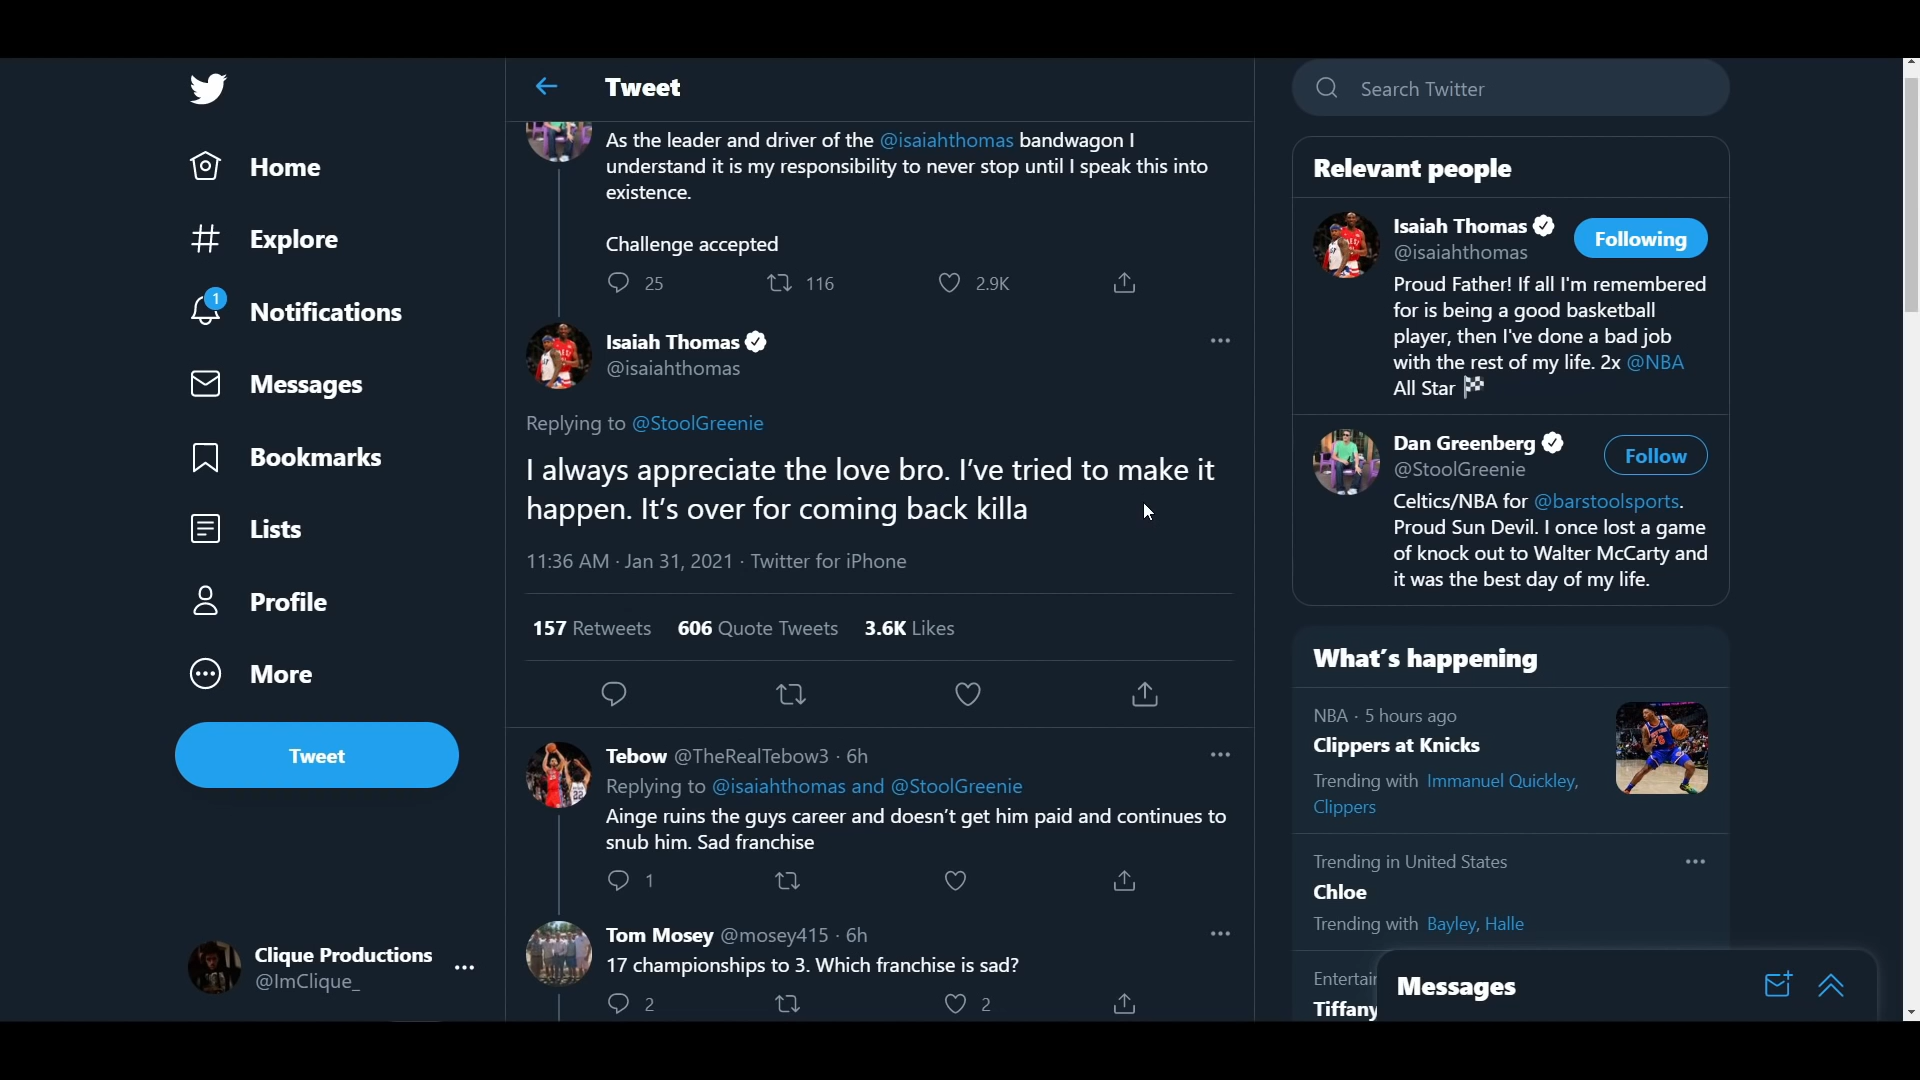 Tweet
Search Twitter
Home
Explore
1
Notifications
Messages
Bookmarks
Lists
Profile
More
Tweet
Clique Productions
@ImClique_
As the leader and driver of the @isaiahthomas bandwagon I
understand it is my responsibility to never stop until I speak this into
existence.
Challenge accepted
25 116 2.9K
Isaiah Thomas
@isaiahthomas
Replying to @StoolGreenie
I always appreciate the love bro. I’ve tried to make it
happen. It’s over for coming back killa
11:36 AM · Jan 31, 2021 · Twitter for iPhone
157 Retweets 606 Quote Tweets 3.6K Likes
Tebow @TheRealTebow3 · 6h
Replying to @isaiahthomas and @StoolGreenie
Ainge ruins the guys career and doesn’t get him paid and continues to
snub him. Sad franchise
1
Tom Mosey @mosey415 · 6h
17 championships to 3. Which franchise is sad?
2 2
Relevant people
Isaiah Thomas
@isaiahthomas
Following
Proud Father! If all I'm remembered
for is being a good basketball
player, then I've done a bad job
with the rest of my life. 2x @NBA
All Star
Dan Greenberg
@StoolGreenie
Follow
Celtics/NBA for @barstoolsports.
Proud Sun Devil. I once lost a game
of knock out to Walter McCarty and
it was the best day of my life.
What’s happening
NBA · 5 hours ago
Clippers at Knicks
Trending with Immanuel Quickley,
Clippers
Trending in United States
Chloe
Trending with Bayley, Halle
Entertai
Tiffany
Messages